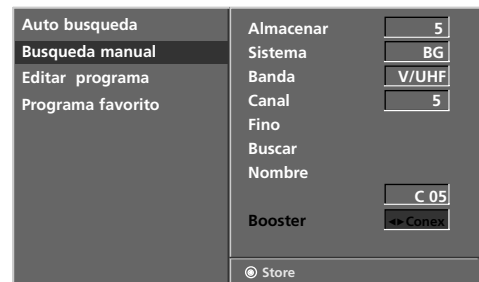 Auto busqueda
Busqueda manual
Editar programa
Programa favorito
Almacenar 5
Sistema BG
Banda V/UHF
Canal 5
Fino
Buscar
Nombre
C 05
Booster ◄► Conex
Store